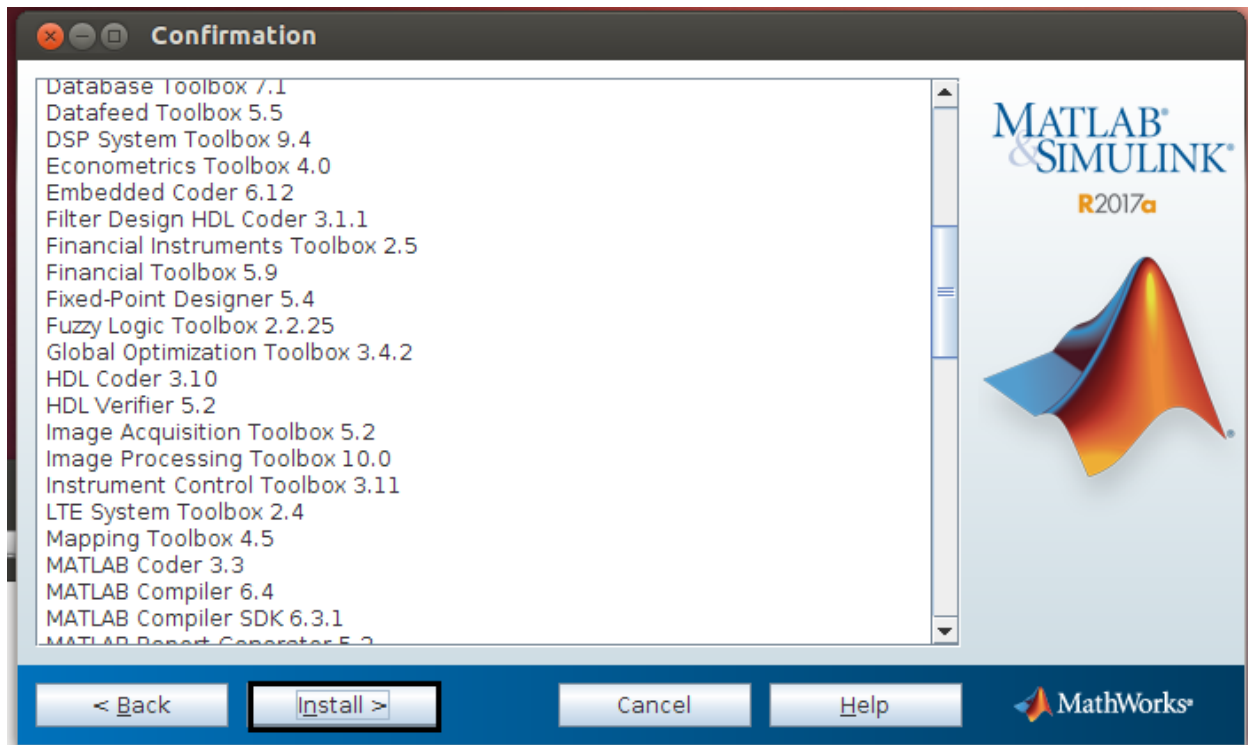 Confirmation
Database Toolbox 7.1
Datafeed Toolbox 5.5
DSP System Toolbox 9.4
Econometrics Toolbox 4.0
Embedded Coder 6.12
Filter Design HDL Coder 3.1.1
Financial Instruments Toolbox 2.5
Financial Toolbox 5.9
Fixed-Point Designer 5.4
Fuzzy Logic Toolbox 2.2.25
Global Optimization Toolbox 3.4.2
HDL Coder 3.10
HDL Verifier 5.2
Image Acquisition Toolbox 5.2
Image Processing Toolbox 10.0
Instrument Control Toolbox 3.11
LTE System Toolbox 2.4
Mapping Toolbox 4.5
MATLAB Coder 3.3
MATLAB Compiler 6.4
MATLAB Compiler SDK 6.3.1
MATLAB Report Generator 5.2
MATLAB®
&SIMULINK®
R2017a
®
< Back
Install >
Cancel
Help
MathWorks®